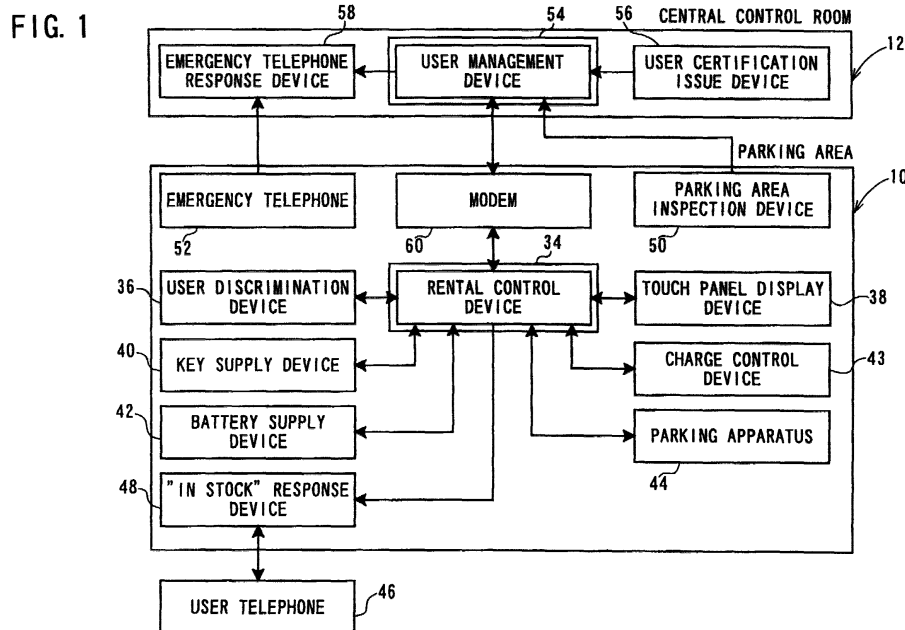 FIG. 1
CENTRAL CONTROL ROOM
58
54
56
12
EMERGENCY TELEPHONE
RESPONSE DEVICE
USER MANAGEMENT
DEVICE
USER CERTIFICATION
ISSUE DEVICE
PARKING AREA
10
EMERGENCY TELEPHONE
52
MODEM
60
PARKING AREA
INSPECTION DEVICE
50
34
36
USER DISCRIMINATION
DEVICE
RENTAL CONTROL
DEVICE
TOUCH PANEL DISPLAY
DEVICE
38
40
KEY SUPPLY DEVICE
CHARGE CONTROL
DEVICE
43
42
BATTERY SUPPLY
DEVICE
PARKING APPARATUS
44
48
"IN STOCK" RESPONSE
DEVICE
USER TELEPHONE
46